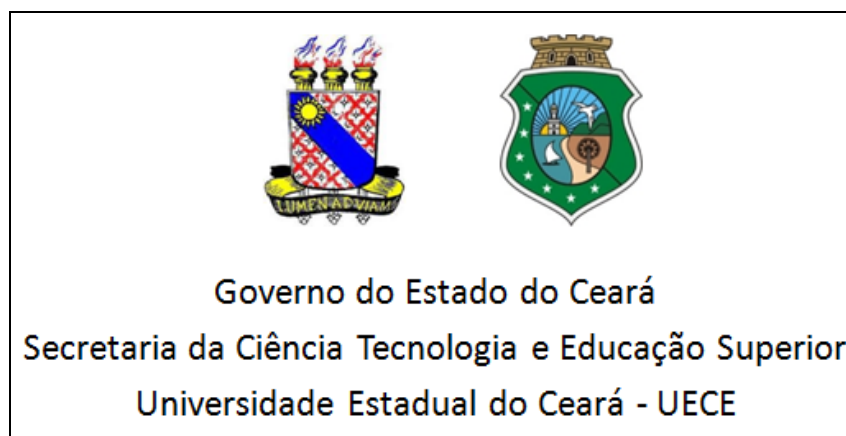 LUMEN AD VIAM
Governo do Estado do Ceará
Secretaria da Ciência Tecnologia e Educação Superior
Universidade Estadual do Ceará - UECE